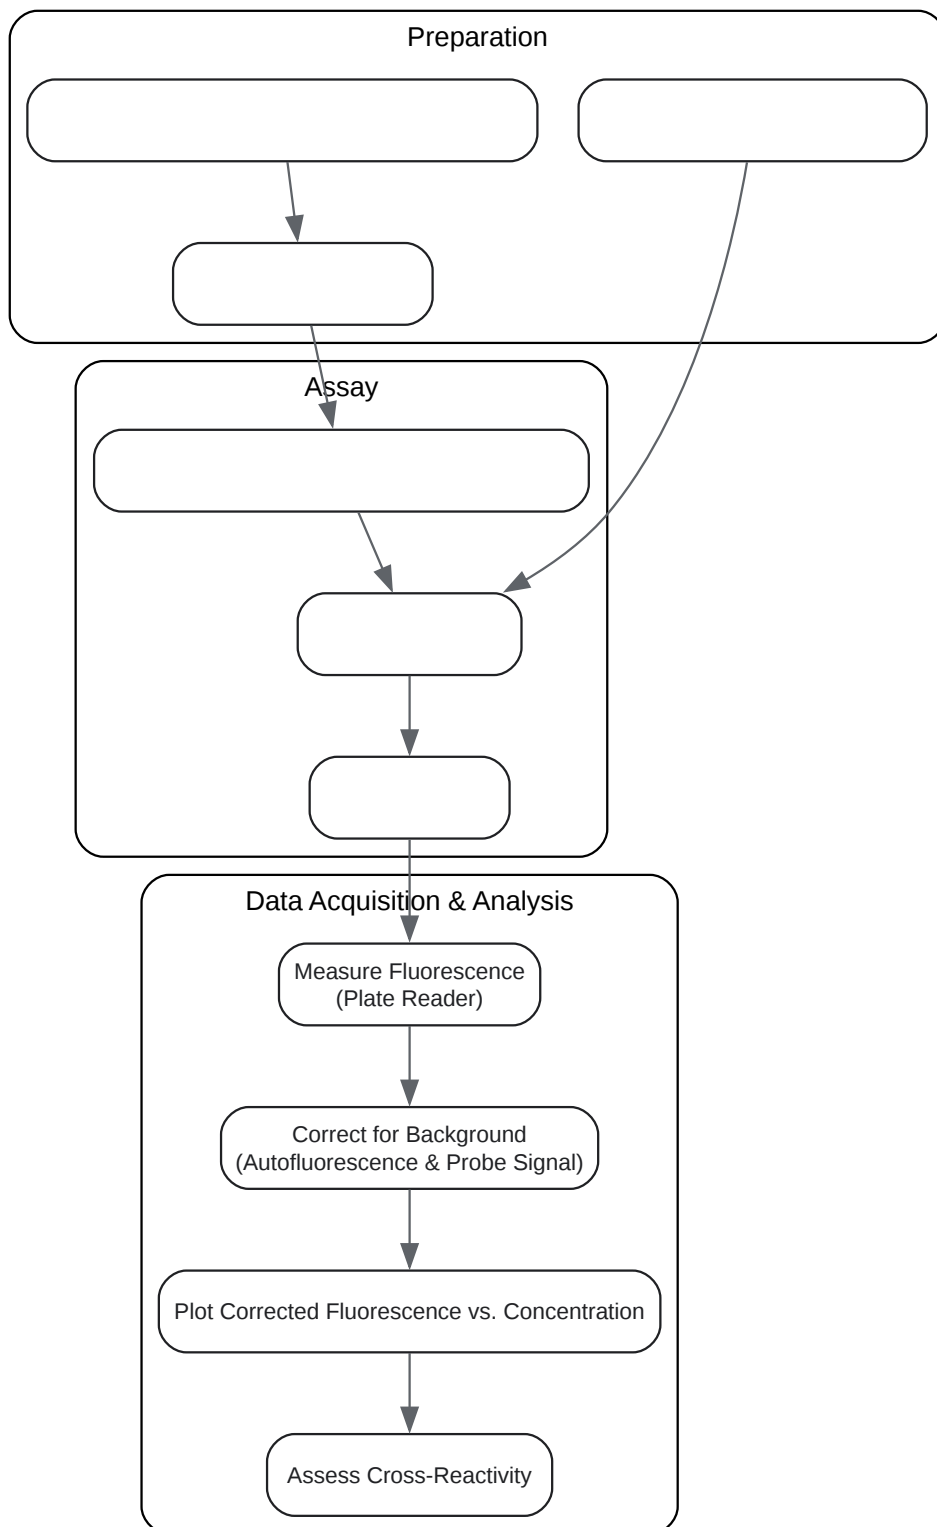 Preparation
Assay
Data Acquisition & Analysis
Measure Fluorescence
(Plate Reader)
Correct for Background
(Autofluorescence & Probe Signal)
Plot Corrected Fluorescence vs. Concentration
Assess Cross-Reactivity